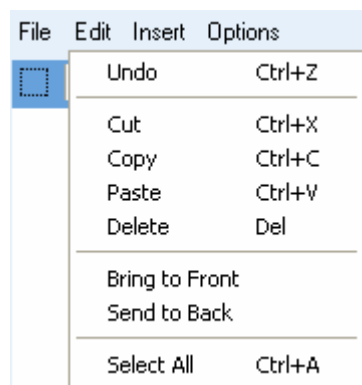 File Edit Insert Options
Undo Ctrl+Z
Cut Ctrl+X
Copy Ctrl+C
Paste Ctrl+V
Delete Del
Bring to Front
Send to Back
Select All Ctrl+A